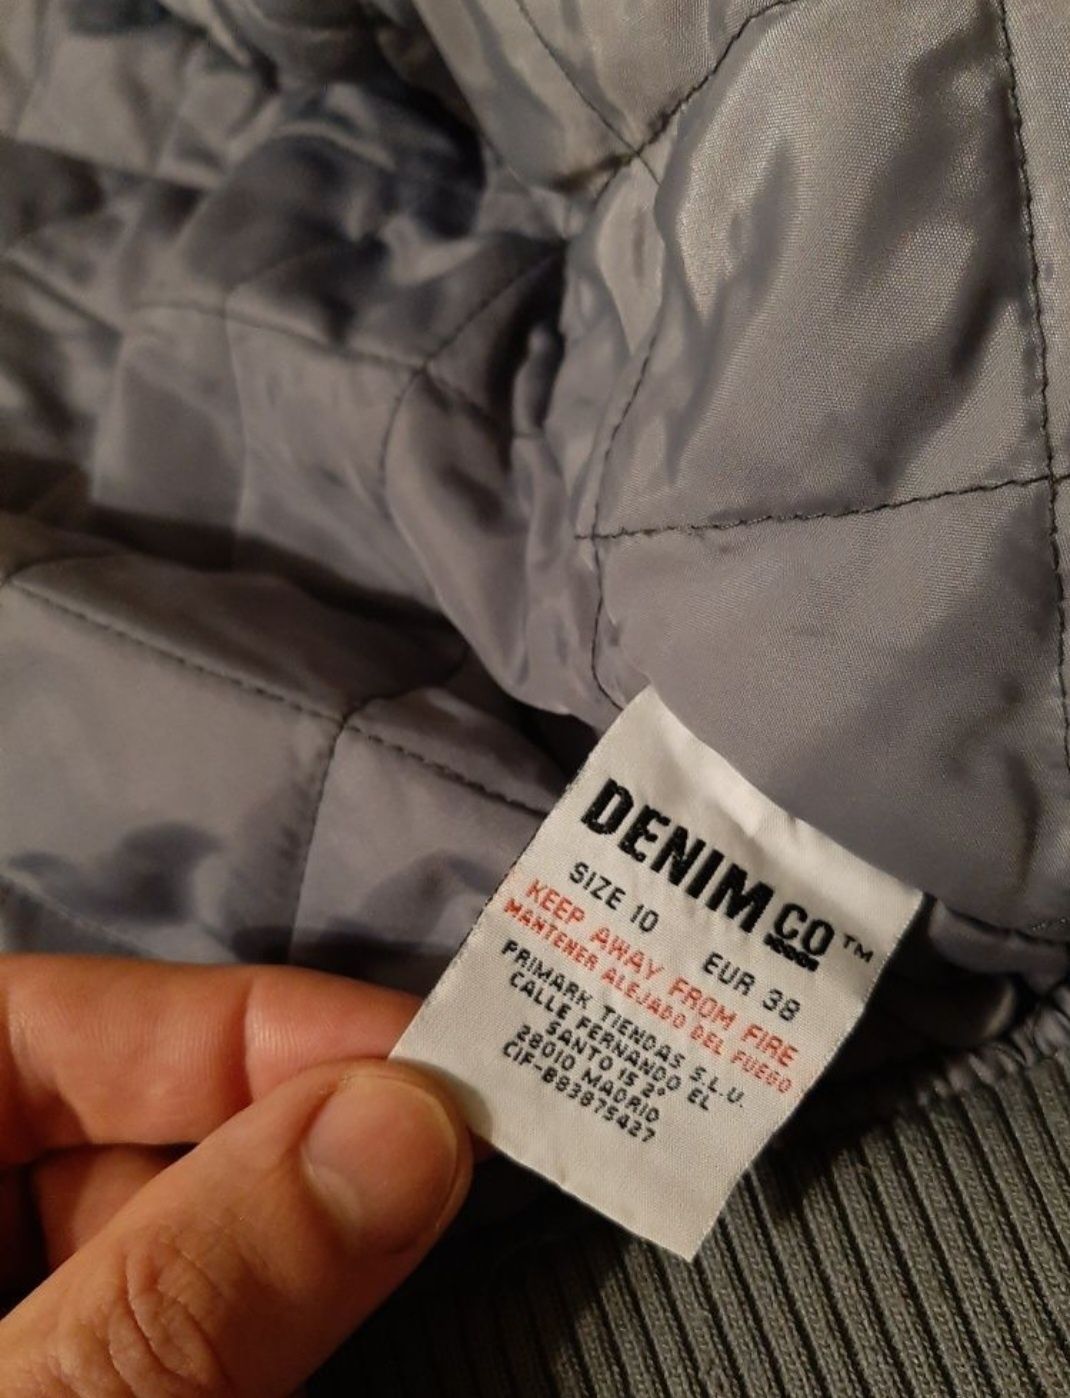 DENIM CO™
SIZE 10 EUR 38
KEEP AWAY FROM FIRE
MANTENER ALEJADO DEL FUEGO
PRIMARK TIENDAS S.L.U.
CALLE FERNANDO EL
SANTO 15 2º
28010 MADRID
CIF-B83875427